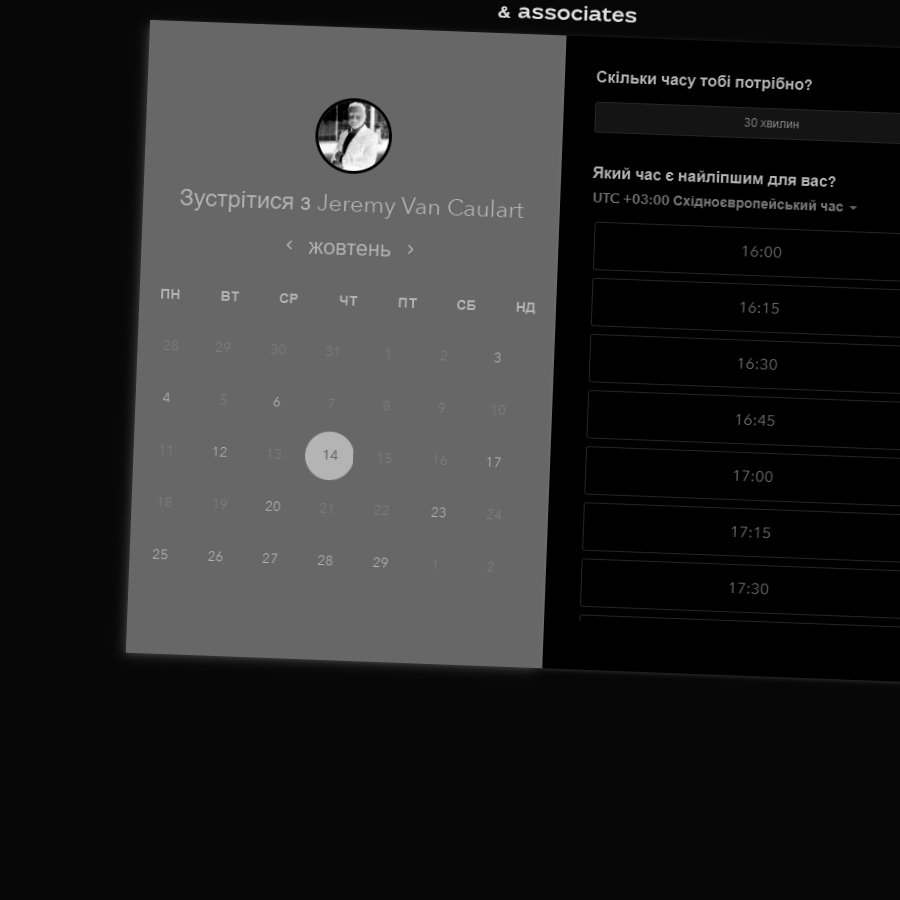 & associates
Зустрітися з Jeremy Van Caulart
жовтень
ПН ВТ СР ЧТ ПТ СБ НД
28 29 30 31 1 2 3
4 5 6 7 8 9 10
11 12 13 14 15 16 17
18 19 20 21 22 23 24
25 26 27 28 29 1 2
Скільки часу тобі потрібно?
30 хвилин
Який час є найліпшим для вас?
UTC +03:00 Східноєвропейський час
16:00
16:15
16:30
16:45
17:00
17:15
17:30